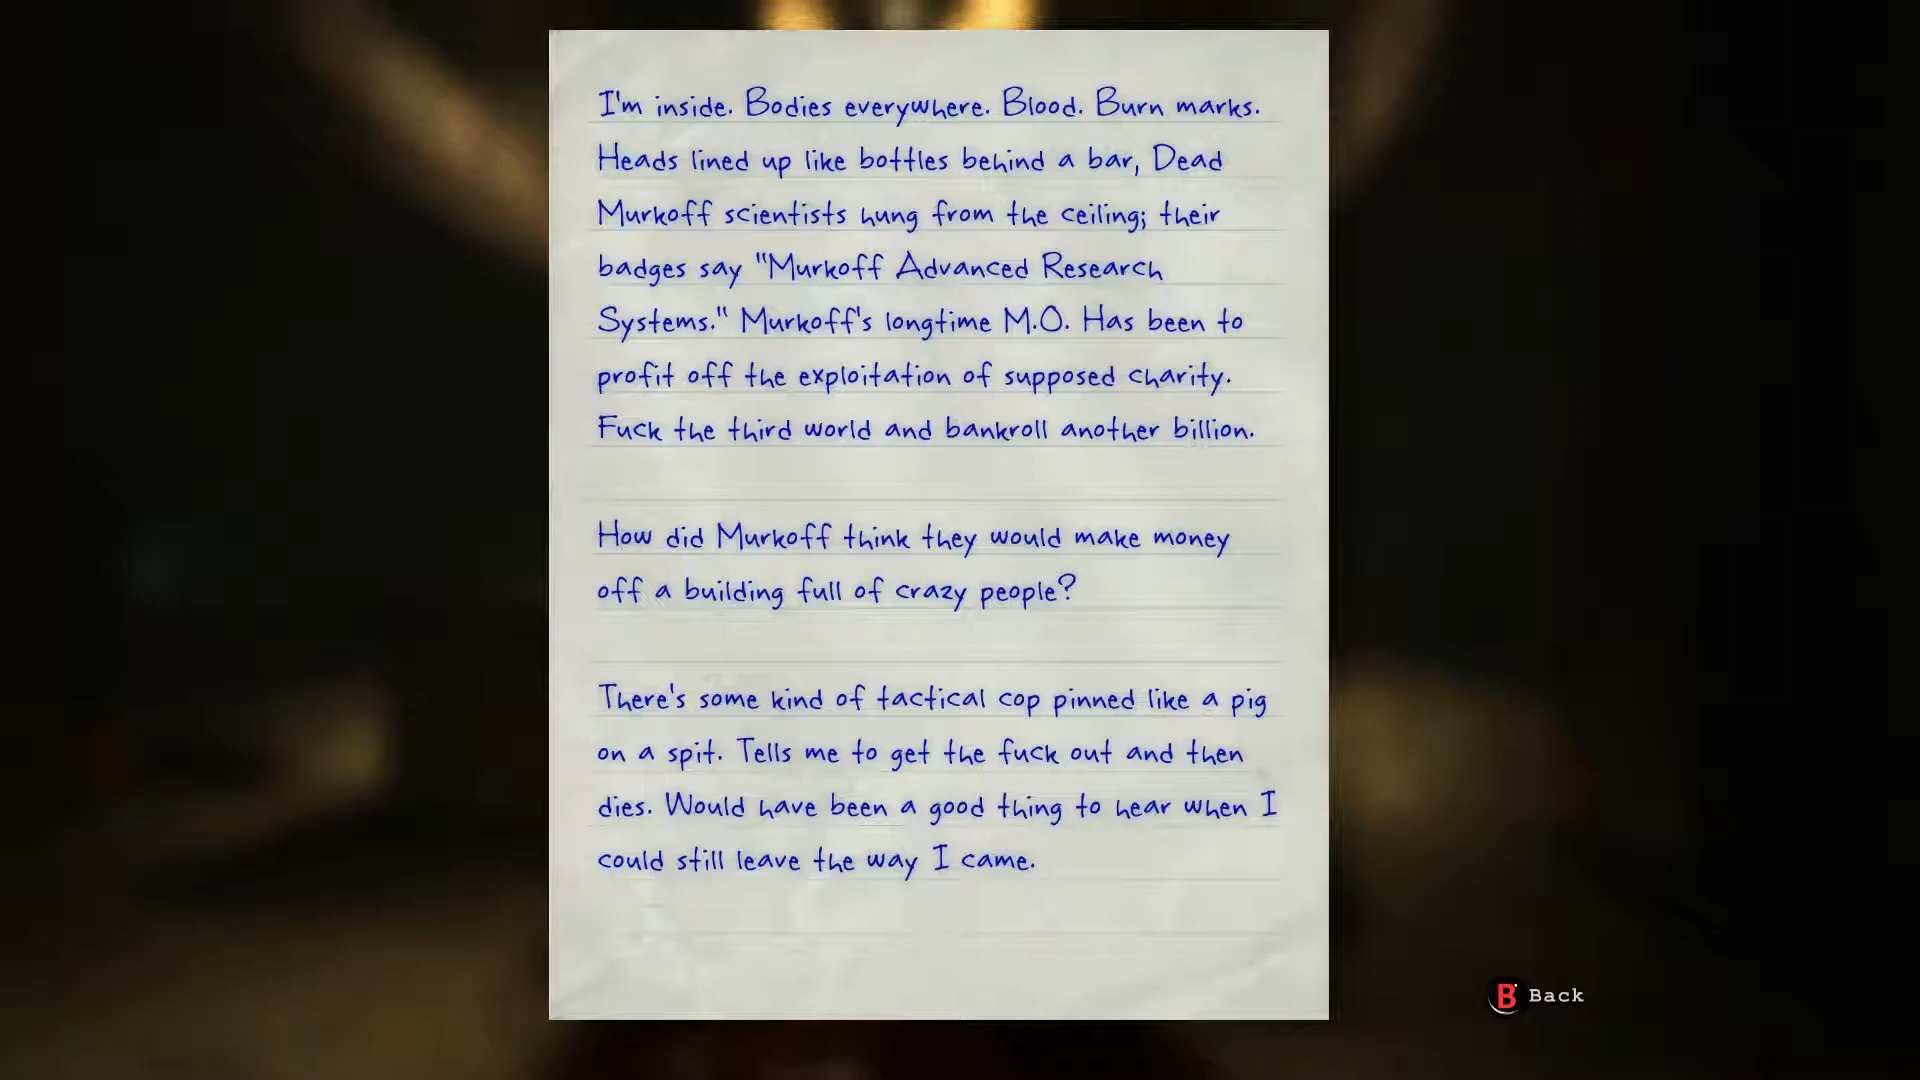 I'm inside. Bodies everywhere. Blood. Burn marks.
Heads lined up like bottles behind a bar, Dead
Murkoff scientists hung from the ceiling; their
badges say "Murkoff Advanced Research
Systems." Murkoff's longtime M.O. Has been to
profit off the exploitation of supposed charity.
Fuck the third world and bankroll another billion.
How did Murkoff think they would make money
off a building full of crazy people?
There's some kind of tactical cop pinned like a pig
on a spit. Tells me to get the fuck out and then
dies. Would have been a good thing to hear when I
could still leave the way I came.
B Back